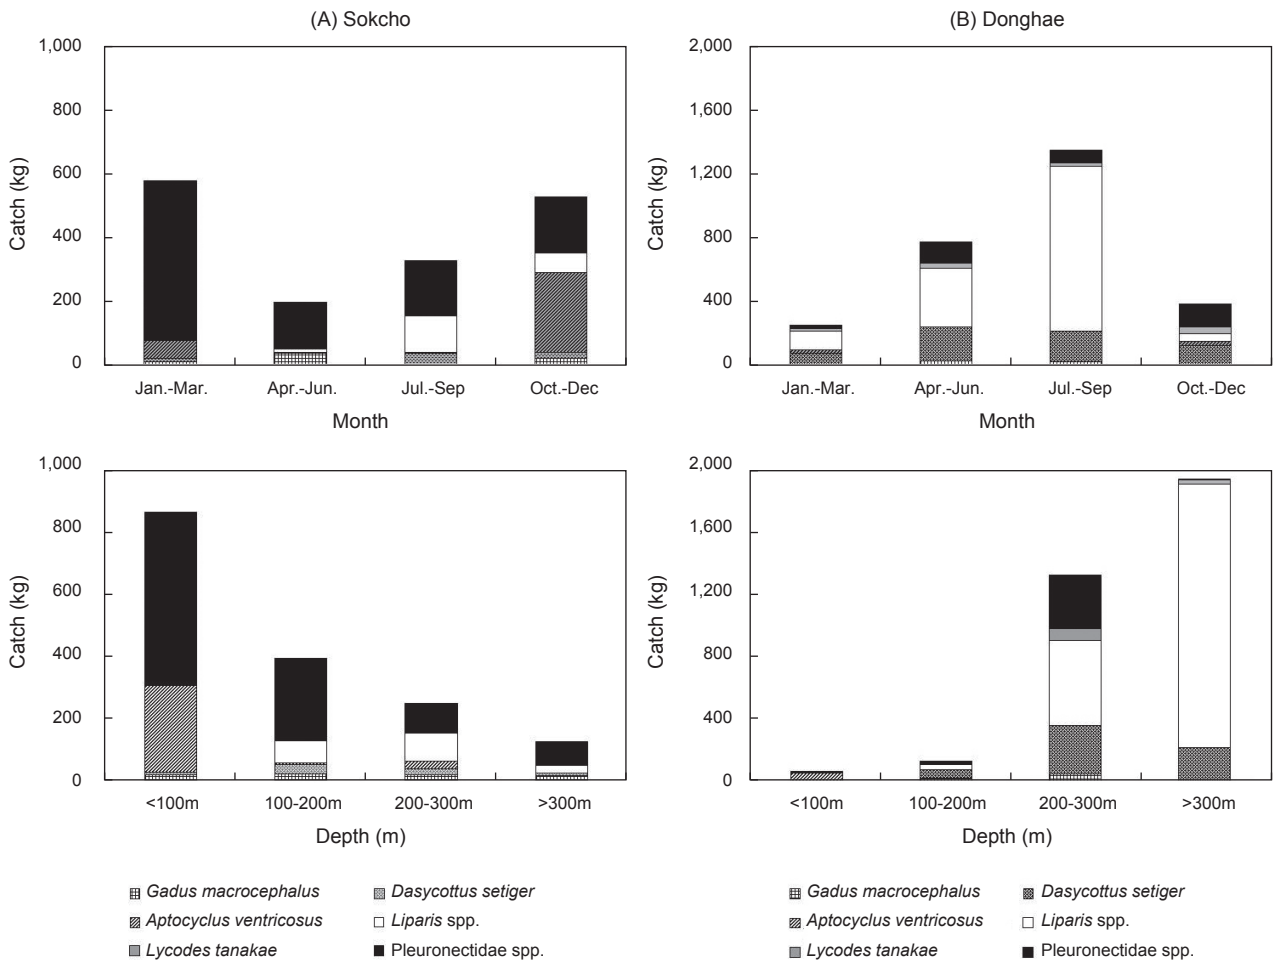 (A) Sokcho
1,000
800
600
400
200
0
Catch (kg)
Jan.-Mar.
Apr.-Jun.
Jul.-Sep
Oct.-Dec
Month
(B) Donghae
2,000
1,600
1,200
800
400
0
Catch (kg)
Jan.-Mar.
Apr.-Jun.
Jul.-Sep
Oct.-Dec
Month
1,000
800
600
400
200
0
Catch (kg)
<100m
100-200m
200-300m
>300m
Depth (m)
2,000
1,600
1,200
800
400
0
Catch (kg)
<100m
100-200m
200-300m
>300m
Depth (m)
Gadus macrocephalus
Dasycottus setiger
Aptocyclus ventricosus
Liparis spp.
Lycodes tanakae
Pleuronectidae spp.
Gadus macrocephalus
Dasycottus setiger
Aptocyclus ventricosus
Liparis spp.
Lycodes tanakae
Pleuronectidae spp.